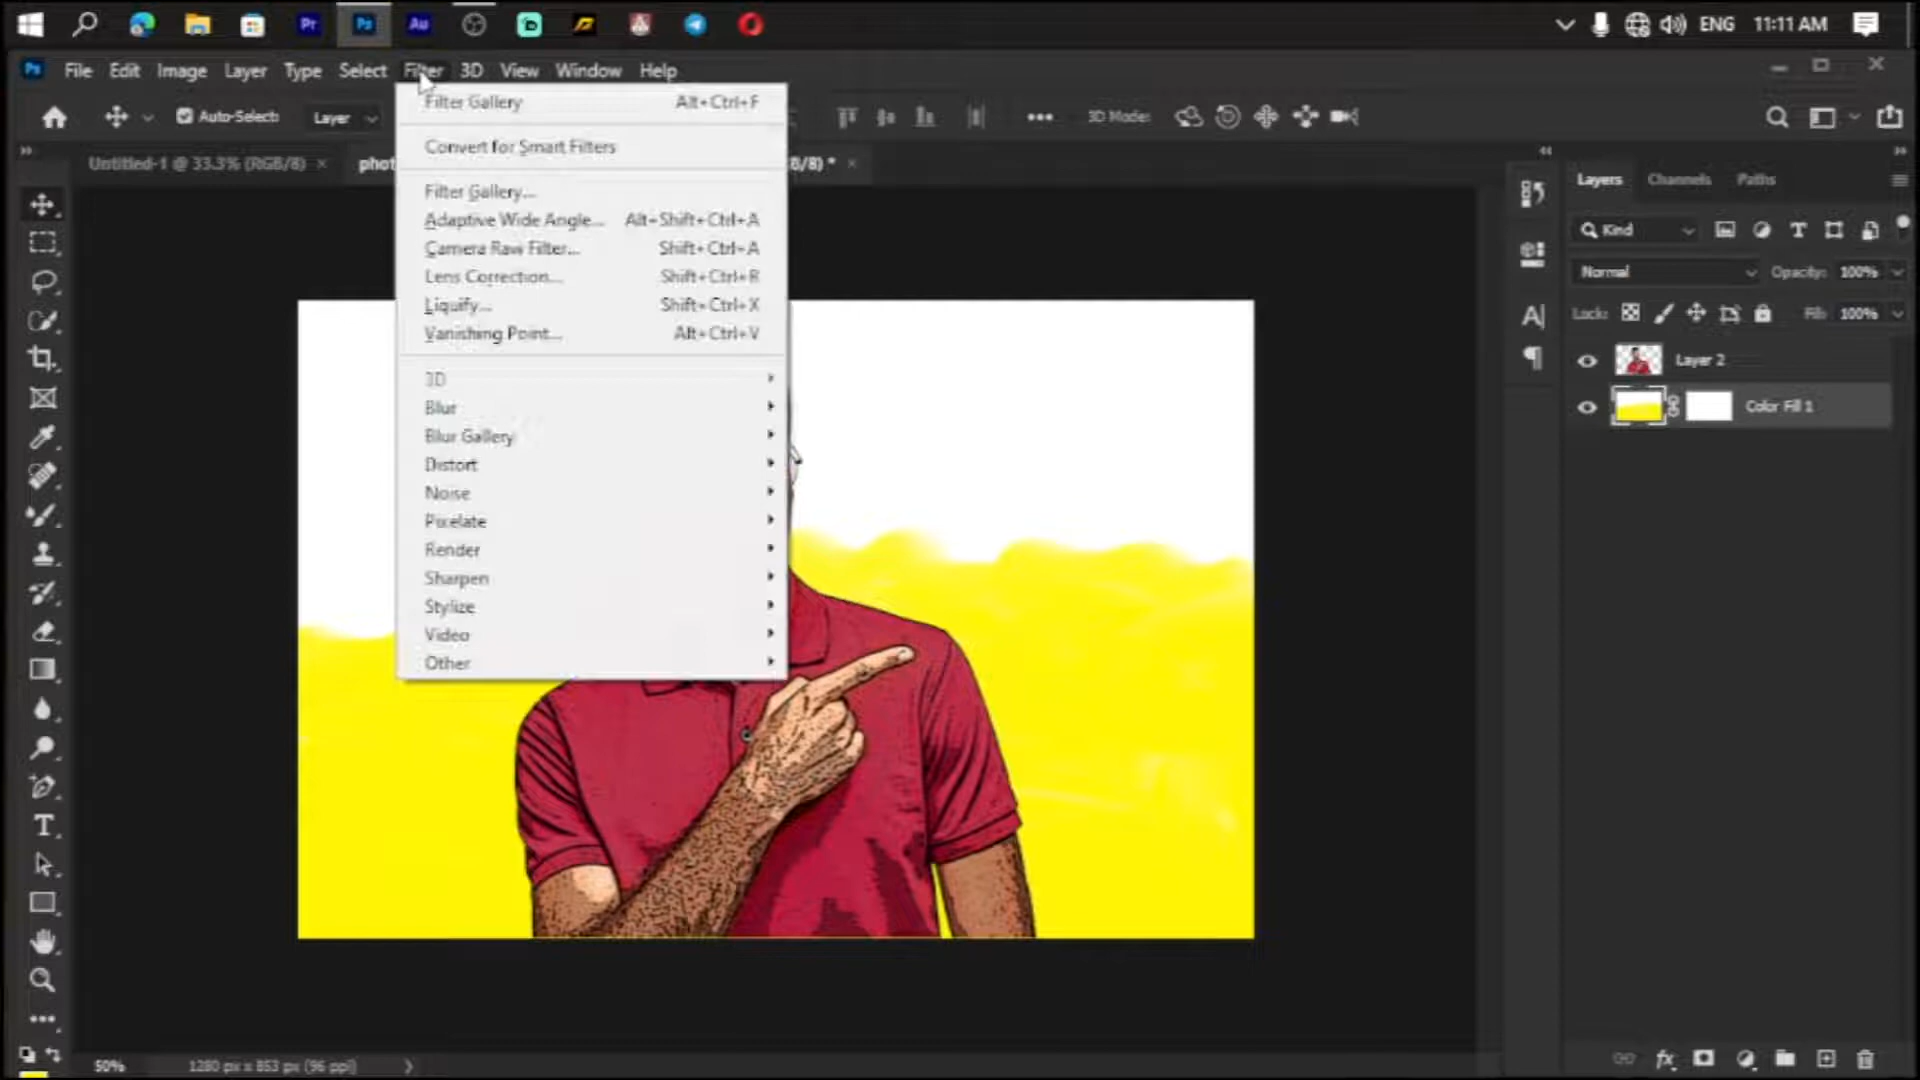 Pr Ps Au ENG 11:11 AM
Ps File Edit Image Layer Type Select Filter 3D View Window Help
Auto-Select: Layer 3D Mode:
Untitled-1 @ 33.3% (RGB/8) × phot B/8) * ×
Filter Gallery Alt+Ctrl+F
Convert for Smart Filters
Filter Gallery...
Adaptive Wide Angle... Alt+Shift+Ctrl+A
Camera Raw Filter... Shift+Ctrl+A
Lens Correction... Shift+Ctrl+R
Liquify... Shift+Ctrl+X
Vanishing Point... Alt+Ctrl+V
3D
Blur
Blur Gallery
Distort
Noise
Pixelate
Render
Sharpen
Stylize
Video
Other
Layers Channels Paths
Kind
Normal Opacity: 100%
Lock: Fill: 100%
Layer 2
Color Fill 1
50% 1280 px x 853 px (96 ppi)